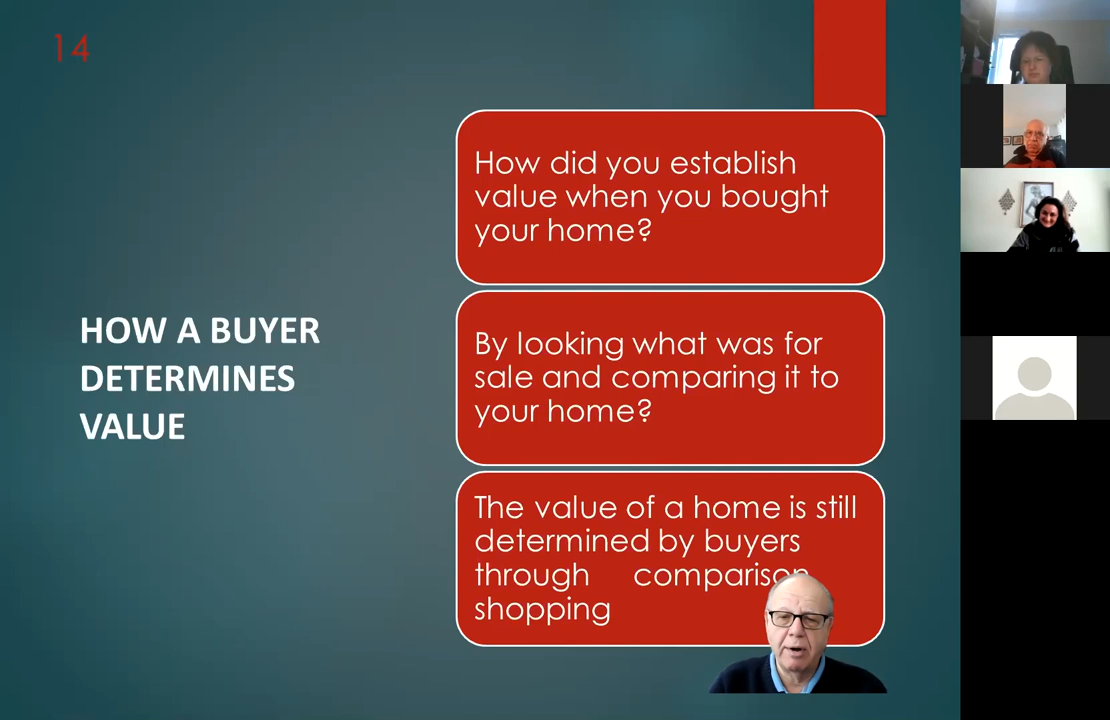 14
HOW A BUYER
DETERMINES
VALUE
How did you establish
value when you bought
your home?
By looking what was for
sale and comparing it to
your home?
The value of a home is still
determined by buyers
through comparison
shopping